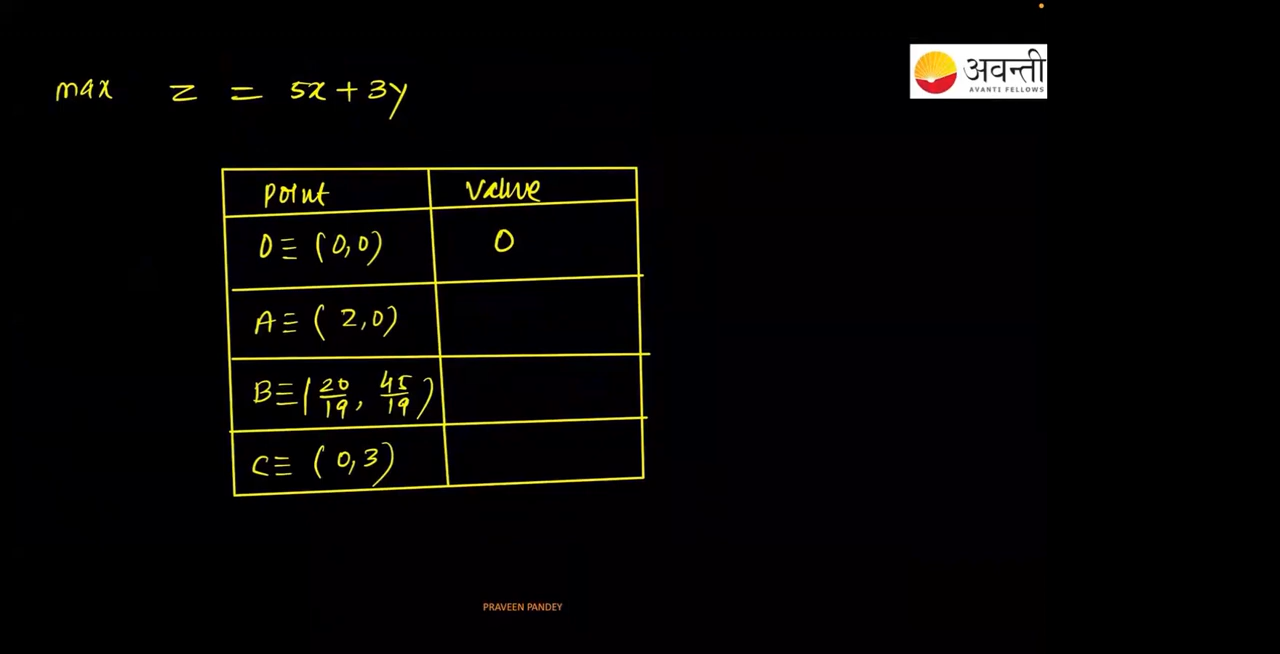 अवन्ती
AVANTI FELLOWS
max z = 5x + 3y
Point Value
O ≡ (0,0) 0
A ≡ (2,0)
B ≡ (20/19, 45/19)
C ≡ (0,3)
PRAVEEN PANDEY